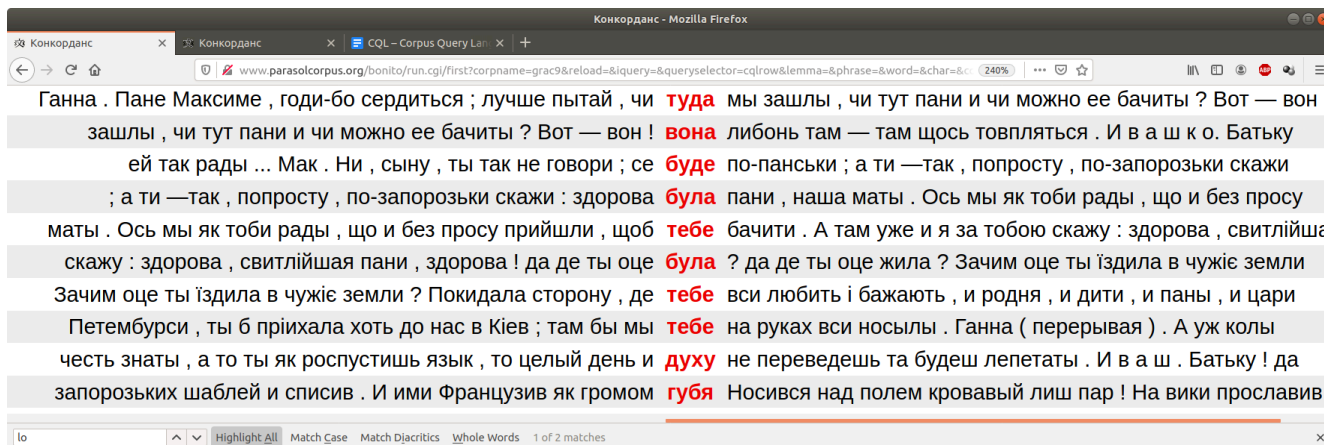 Конкорданс - Mozilla Firefox
Конкорданс × Конкорданс × CQL – Corpus Query Lan × +
www.parasolcorpus.org/bonito/run.cgi/first?corpname=grac9&reload=&iquery=&queryselector=cqlrow&lemma=&phrase=&word=&char=& 240%
Ганна . Пане Максиме , годи-бо сердиться ; лучше пытай , чи туда мы зашлы , чи тут пани и чи можно ее бачиты ? Вот — вон
зашлы , чи тут пани и чи можно ее бачиты ? Вот — вон ! вона либонь там — там щось товпляться . И в а ш к о. Батьку
ей так рады ... Мак . Ни , сыну , ты так не говори ; се буде по-панськи ; а ти —так , попросту , по-запорозьки скажи
; а ти —так , попросту , по-запорозьки скажи : здорова була пани , наша маты . Ось мы як тоби рады , що и без просу
маты . Ось мы як тоби рады , що и без просу прийшли , щоб тебе бачити . А там уже и я за тобою скажу : здорова , свитлійша
скажу : здорова , свитлійшая пани , здорова ! да де ты оце була ? да де ты оце жила ? Зачим оце ты їздила в чужіє земли
Зачим оце ты їздила в чужіє земли ? Покидала сторону , де тебе вси любить і бажають , и родня , и дити , и паны , и цари
Петембурси , ты б пріихала хоть до нас в Кіев ; там бы мы тебе на руках вси носылы . Ганна ( перерывая ) . А уж колы
честь знаты , а то ты як роспустишь язык , то целый день и духу не переведешь та будеш лепетаты . И в а ш . Батьку ! да
запорозьких шаблей и списив . И ими Французив як громом губя Носився над полем кровавый лиш пар ! На вики прославив
lo Highlight All Match Case Match Diacritics Whole Words 1 of 2 matches ×